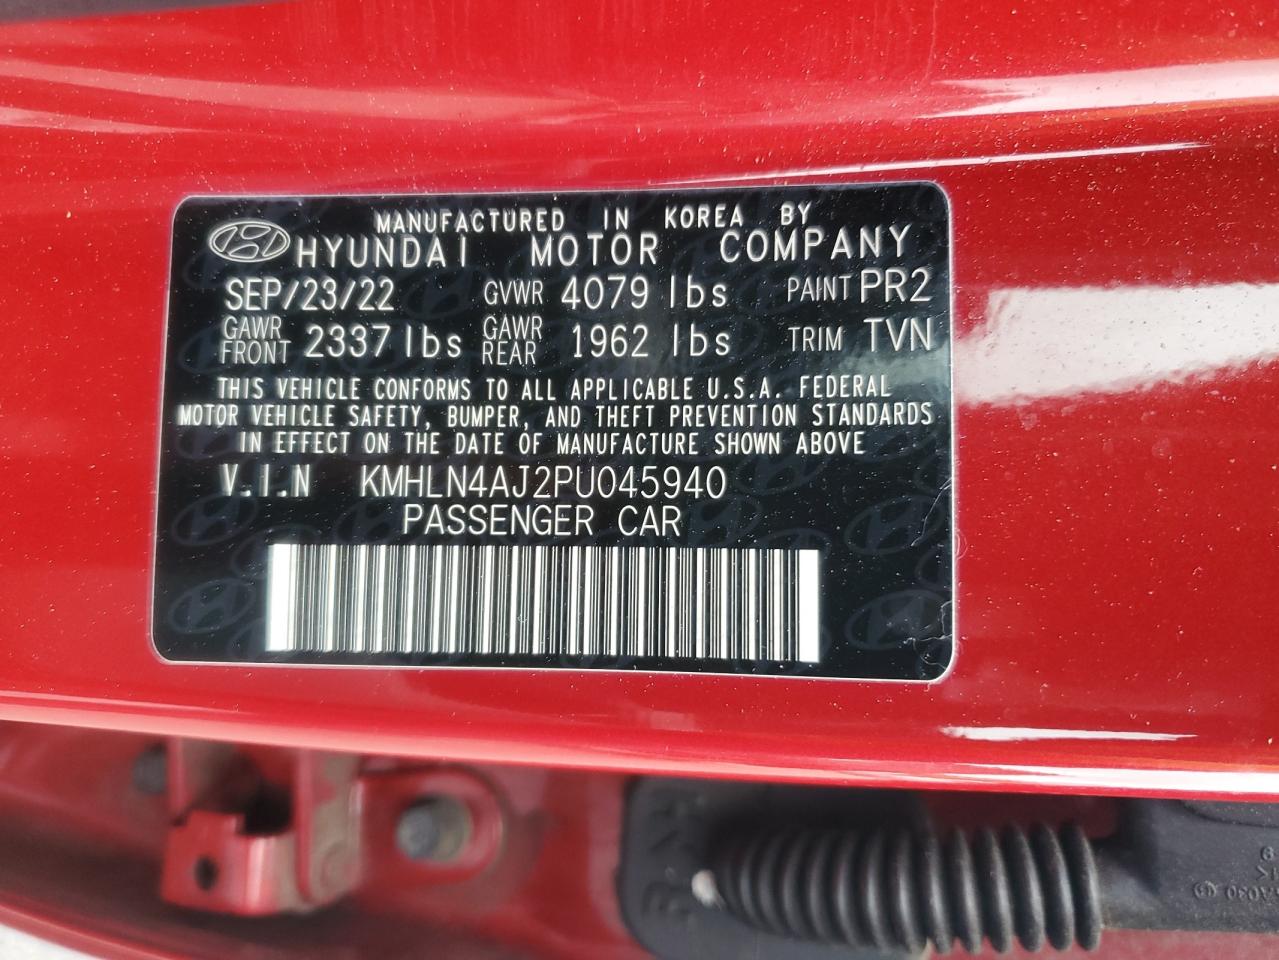 MANUFACTURED IN KOREA BY
HYUNDAI MOTOR COMPANY
SEP/23/22 GVWR 4079 lbs PAINT PR2
GAWR FRONT 2337 lbs GAWR REAR 1962 lbs TRIM TVN
THIS VEHICLE CONFORMS TO ALL APPLICABLE U.S.A. FEDERAL
MOTOR VEHICLE SAFETY, BUMPER, AND THEFT PREVENTION STANDARDS
IN EFFECT ON THE DATE OF MANUFACTURE SHOWN ABOVE
V.I.N KMHLN4AJ2PU045940
PASSENGER CAR